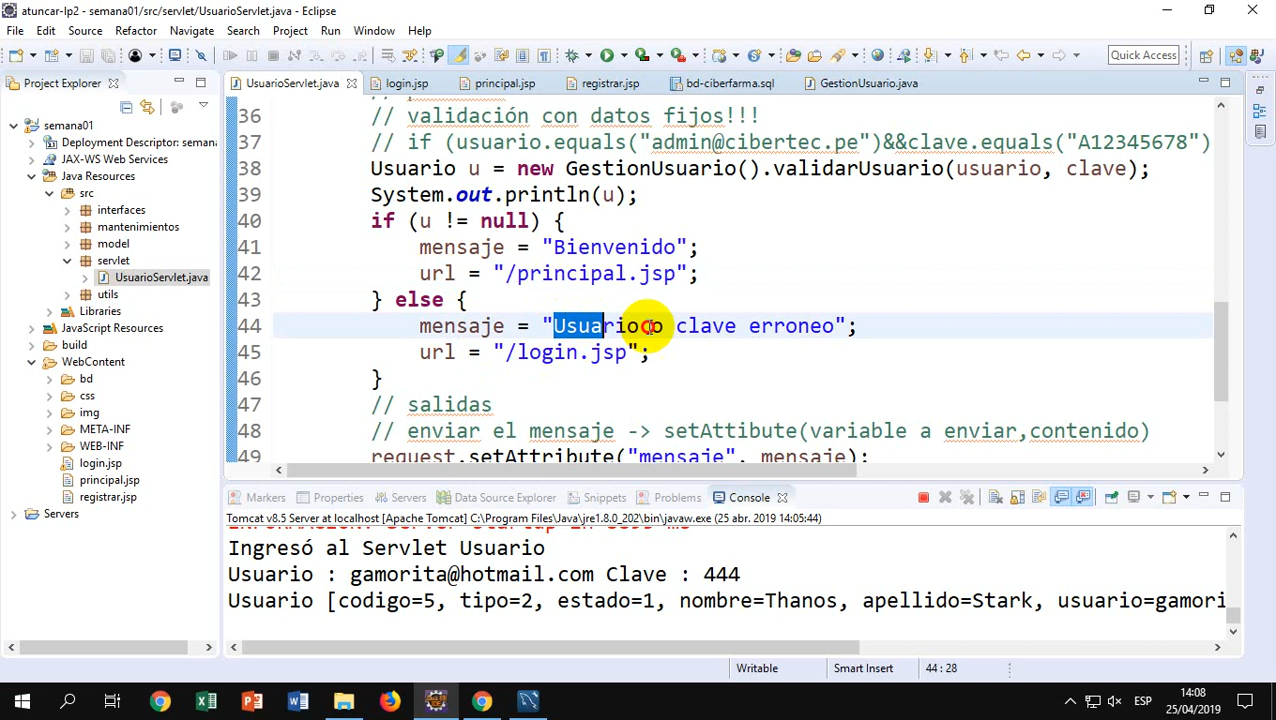 atuncar-lp2 - semana01/src/servlet/UsuarioServlet.java - Eclipse
File Edit Source Refactor Navigate Search Project Run Window Help
Quick Access
Project Explorer
UsuarioServlet.java login.jsp principal.jsp registrar.jsp bd-ciberfarma.sql GestionUsuario.java
semana01
Deployment Descriptor: seman
JAX-WS Web Services
Java Resources
src
interfaces
mantenimientos
model
servlet
UsuarioServlet.java
utils
Libraries
JavaScript Resources
build
WebContent
bd
css
img
META-INF
WEB-INF
login.jsp
principal.jsp
registrar.jsp
Servers
36 // validación con datos fijos!!!
37 // if (usuario.equals("admin@cibertec.pe")&&clave.equals("A12345678")
38 Usuario u = new GestionUsuario().validarUsuario(usuario, clave);
39 System.out.println(u);
40 if (u != null) {
41 mensaje = "Bienvenido";
42 url = "/principal.jsp";
43 } else {
44 mensaje = "Usuario o clave erroneo";
45 url = "/login.jsp";
46 }
47 // salidas
48 // enviar el mensaje -> setAttibute(variable a enviar,contenido)
49 request.setAttribute("mensaje", mensaje);
Markers Properties Servers Data Source Explorer Snippets Problems Console
Tomcat v8.5 Server at localhost [Apache Tomcat] C:\Program Files\Java\jre1.8.0_202\bin\javaw.exe (25 abr. 2019 14:05:44)
Ingresó al Servlet Usuario
Usuario : gamorita@hotmail.com Clave : 444
Usuario [codigo=5, tipo=2, estado=1, nombre=Thanos, apellido=Stark, usuario=gamori
Writable Smart Insert 44 : 28
ESP
14:08
25/04/2019